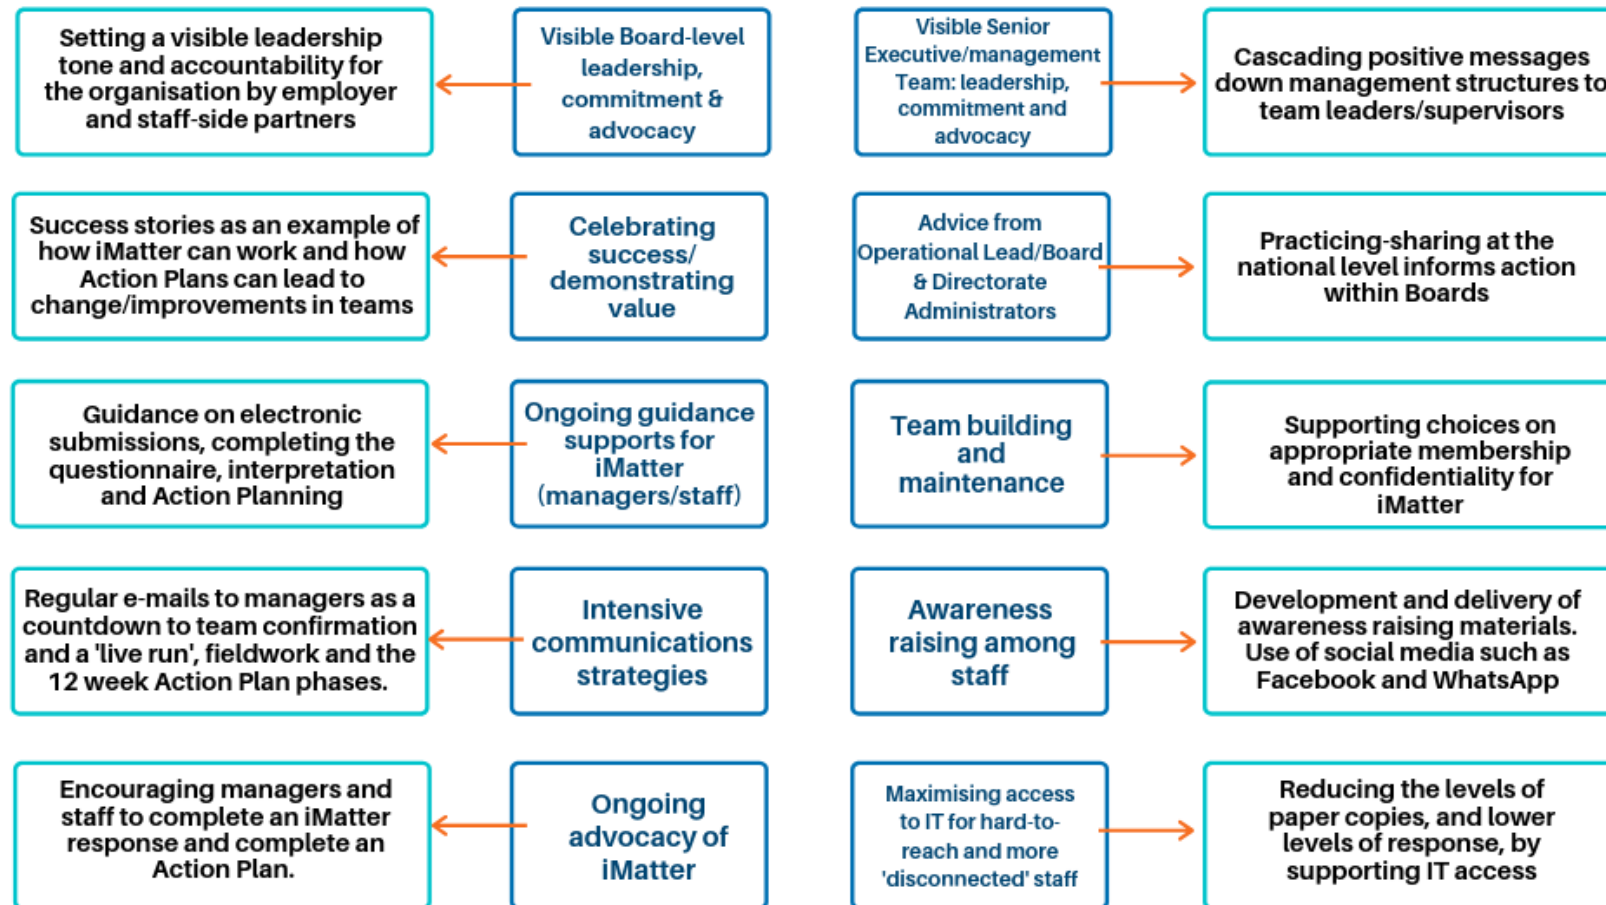 Setting a visible leadership
tone and accountability for
the organisation by employer
and staff-side partners
Visible Board-level
leadership,
commitment &
advocacy
Visible Senior
Executive/management
Team: leadership,
commitment and
advocacy
Cascading positive messages
down management structures to
team leaders/supervisors
Success stories as an example of
how iMatter can work and how
Action Plans can lead to
change/improvements in teams
Celebrating
success/
demonstrating
value
Advice from
Operational Lead/Board
& Directorate
Administrators
Practicing-sharing at the
national level informs action
within Boards
Guidance on electronic
submissions, completing the
questionnaire, interpretation
and Action Planning
Ongoing guidance
supports for
iMatter
(managers/staff)
Team building
and
maintenance
Supporting choices on
appropriate membership
and confidentiality for
iMatter
Regular e-mails to managers as a
countdown to team confirmation
and a 'live run', fieldwork and the
12 week Action Plan phases.
Intensive
communications
strategies
Awareness
raising among
staff
Development and delivery of
awareness raising materials.
Use of social media such as
Facebook and WhatsApp
Encouraging managers and
staff to complete an iMatter
response and complete an
Action Plan.
Ongoing
advocacy of
iMatter
Maximising access
to IT for hard-to-
reach and more
'disconnected' staff
Reducing the levels of
paper copies, and lower
levels of response, by
supporting IT access